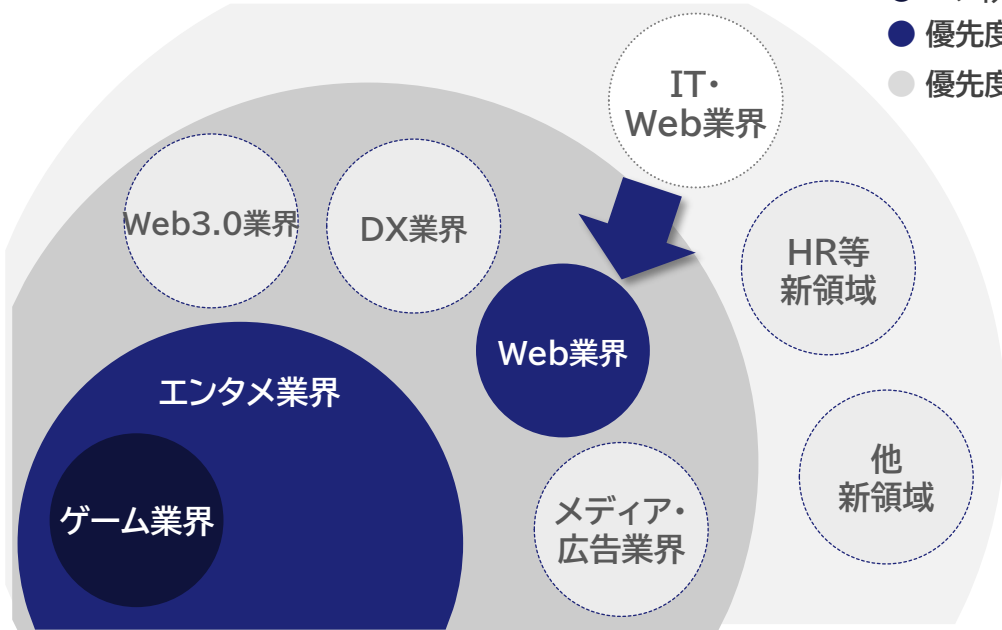 優先度
優先度
IT・
Web業界
Web3.0業界
DX業界
HR等
新領域
Web業界
エンタメ業界
他
新領域
ゲーム業界
メディア・
広告業界